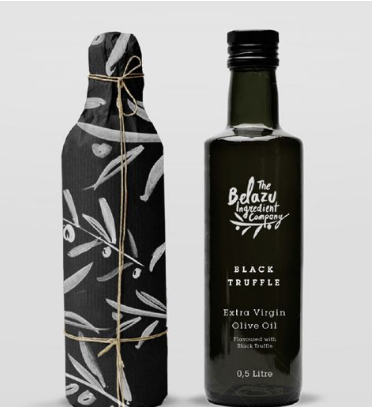 The
Belazu
Ingredient
Company
BLACK
TRUFFLE
Extra Virgin
Olive Oil
Flavoured with
Black Truffle
0,5 Litre